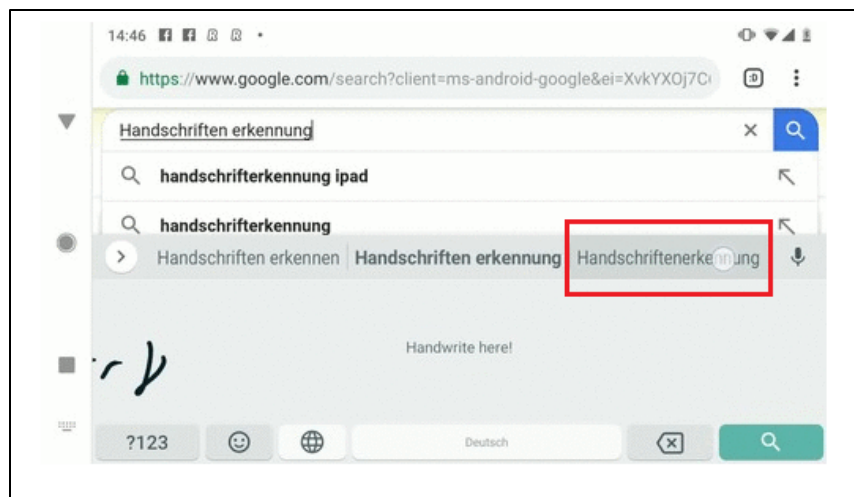 14:46
https://www.google.com/search?client=ms-android-google&ei=XvkYXOj7C
:D
Handschriften erkennung
handschrifterkennung ipad
handschrifterkennung
Handschriften erkennen Handschriften erkennung Handschriftenerkennung
Handwrite here!
?123 Deutsch